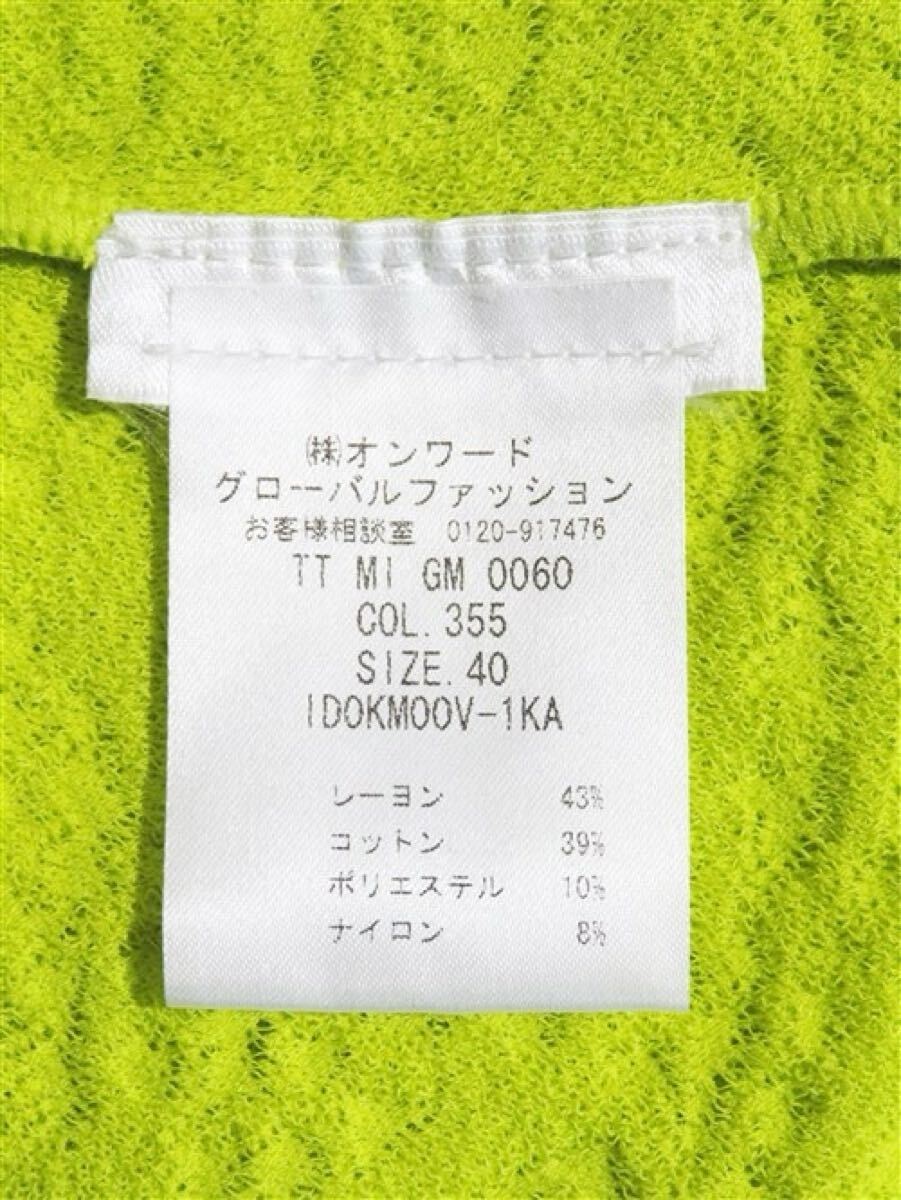 ㈱オンワード
グローバルファッション
お客様相談室 0120-917476
TT MI GM 0060
COL. 355
SIZE. 40
IDOKMOOV-1KA
レーヨン 43%
コットン 39%
ポリエステル 10%
ナイロン 8%